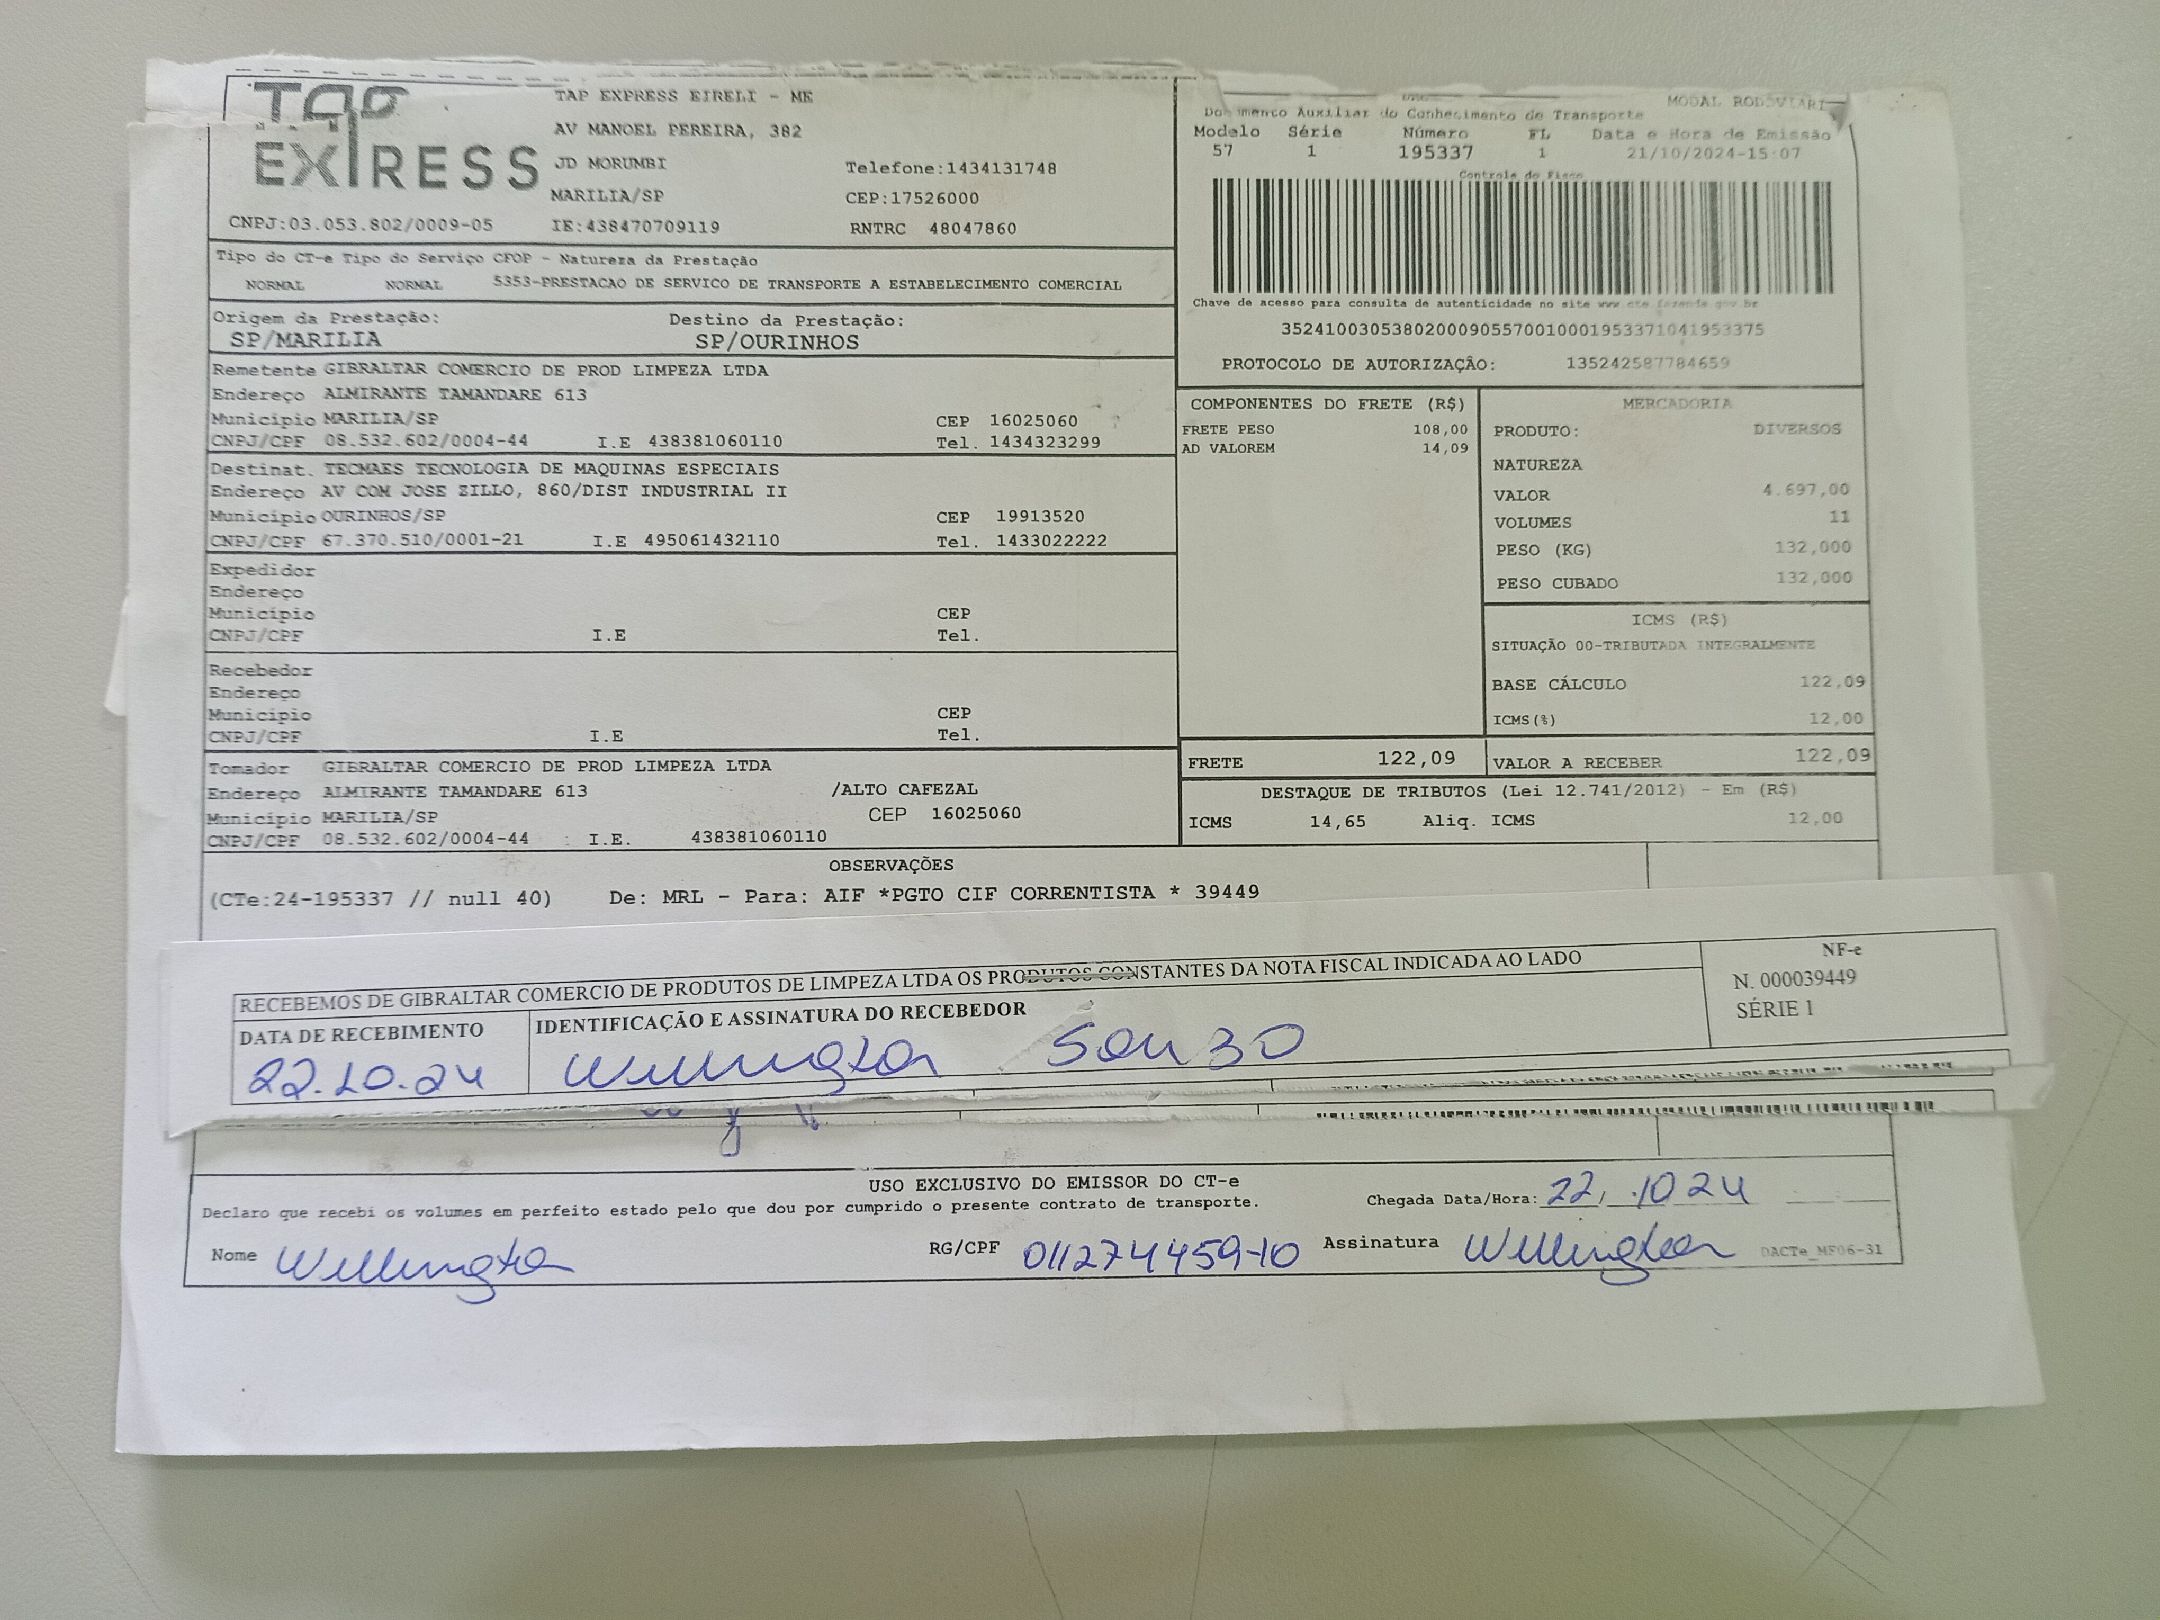 TAP EXPRESS
TAP EXPRESS EIRELI - ME
AV MANOEL PEREIRA, 382
JD MORUMBI
Telefone:1434131748
MARILIA/SP
CEP:17526000
CNPJ:03.053.802/0009-05
IE:438470709119
RNTRC 48047860
MODAL RODOVIARI
Documento Auxiliar do Conhecimento de Transporte
Modelo Série Número FL Data e Hora de Emissão
57 1 195337 1 21/10/2024-15:07
Controle do Fisco
Chave de acesso para consulta de autenticidade no site www cte fazenda gov br
35241003053802000905570010001953371041953375
PROTOCOLO DE AUTORIZAÇÃO: 135242587784659
Tipo do CT-e Tipo do Serviço CFOP - Natureza da Prestação
NORMAL NORMAL 5353-PRESTACAO DE SERVICO DE TRANSPORTE A ESTABELECIMENTO COMERCIAL
Origem da Prestação: Destino da Prestação:
SP/MARILIA SP/OURINHOS
Remetente GIBRALTAR COMERCIO DE PROD LIMPEZA LTDA
Endereço ALMIRANTE TAMANDARE 613
Município MARILIA/SP CEP 16025060
CNPJ/CPF 08.532.602/0004-44 I.E 438381060110 Tel. 1434323299
Destinat. TECMAES TECNOLOGIA DE MAQUINAS ESPECIAIS
Endereço AV COM JOSE ZILLO, 860/DIST INDUSTRIAL II
Município OURINHOS/SP CEP 19913520
CNPJ/CPF 67.370.510/0001-21 I.E 495061432110 Tel. 1433022222
Expedidor
Endereço
Município CEP
CNPJ/CPF I.E Tel.
Recebedor
Endereço
Município CEP
CNPJ/CPF I.E Tel.
Tomador GIBRALTAR COMERCIO DE PROD LIMPEZA LTDA
Endereço ALMIRANTE TAMANDARE 613 /ALTO CAFEZAL
Município MARILIA/SP CEP 16025060
CNPJ/CPF 08.532.602/0004-44 I.E. 438381060110
COMPONENTES DO FRETE (R$)
FRETE PESO 108,00
AD VALOREM 14,09
MERCADORIA
PRODUTO: DIVERSOS
NATUREZA
VALOR 4.697,00
VOLUMES 11
PESO (KG) 132,000
PESO CUBADO 132,000
ICMS (R$)
SITUAÇÃO 00-TRIBUTADA INTEGRALMENTE
BASE CÁLCULO 122,09
ICMS(%) 12,00
FRETE 122,09 VALOR A RECEBER 122,09
DESTAQUE DE TRIBUTOS (Lei 12.741/2012) - Em (R$)
ICMS 14,65 Aliq. ICMS 12,00
OBSERVAÇÕES
(CTe:24-195337 // null 40) De: MRL - Para: AIF *PGTO CIF CORRENTISTA * 39449
RECEBEMOS DE GIBRALTAR COMERCIO DE PRODUTOS DE LIMPEZA LTDA OS PRODUTOS CONSTANTES DA NOTA FISCAL INDICADA AO LADO
DATA DE RECEBIMENTO IDENTIFICAÇÃO E ASSINATURA DO RECEBEDOR
22.10.24 Wellington
NF-e
N. 000039449
SÉRIE 1
USO EXCLUSIVO DO EMISSOR DO CT-e
Declaro que recebi os volumes em perfeito estado pelo que dou por cumprido o presente contrato de transporte.
Chegada Data/Hora: 22, 10 24
Nome Wellington RG/CPF 011274459-10 Assinatura Wellington DACTe_MF06-31